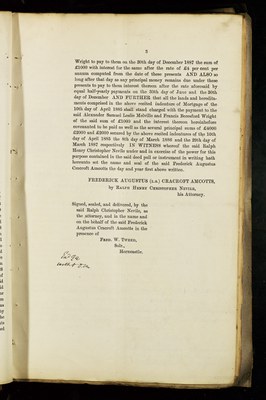 2
Wright to pay to them on the 20th day of December 1897 the sum of
£1000 with interest for the same after the rate of £4 per cent per
annum computed from the date of these presents AND ALSO so
long after that day as any principal money remains due under these
presents to pay to them interest thereon after the rate aforesaid by
equal half-yearly payments on the 20th day of June and the 20th
day of December AND FURTHER that all the lands and heredita-
ments comprised in the above recited Indenture of Mortgage of the
16th day of April 1886 shall stand charged with the payment to the
said Alexander Samuel Leslie Melville and Francis Beresford Wright
of the said sum of £1000 and the interest thereon hereinbefore
covenanted to be paid as well as the several principal sums of £4000
£2000 and £3000 secured by the above recited indentures of the 16th
day of April 1886 the 6th day of March 1888 and the 20th day of
March 1897 respectively IN WITNESS whereof the said Ralph
Henry Christopher Nevile under and in exercise of the power for this
purpose contained in the said deed poll or instrument in writing hath
hereunto set the name and seal of the said Frederick Augustus
Cracroft Amcotts the day and year first above written.
FREDERICK AUGUSTUS (L.S.) CRACROFT AMCOTTS,
by RALPH HENRY CHRISTOPHER NEVILE,
his Attorney.
Signed, sealed, and delivered, by the
said Ralph Christopher Nevile, as
the attorney, and in the name and
on the behalf of the said Frederick
Augustus Cracroft Amcotts in the
presence of
FRED. W. TWEED,
Solr.,
Horncastle.